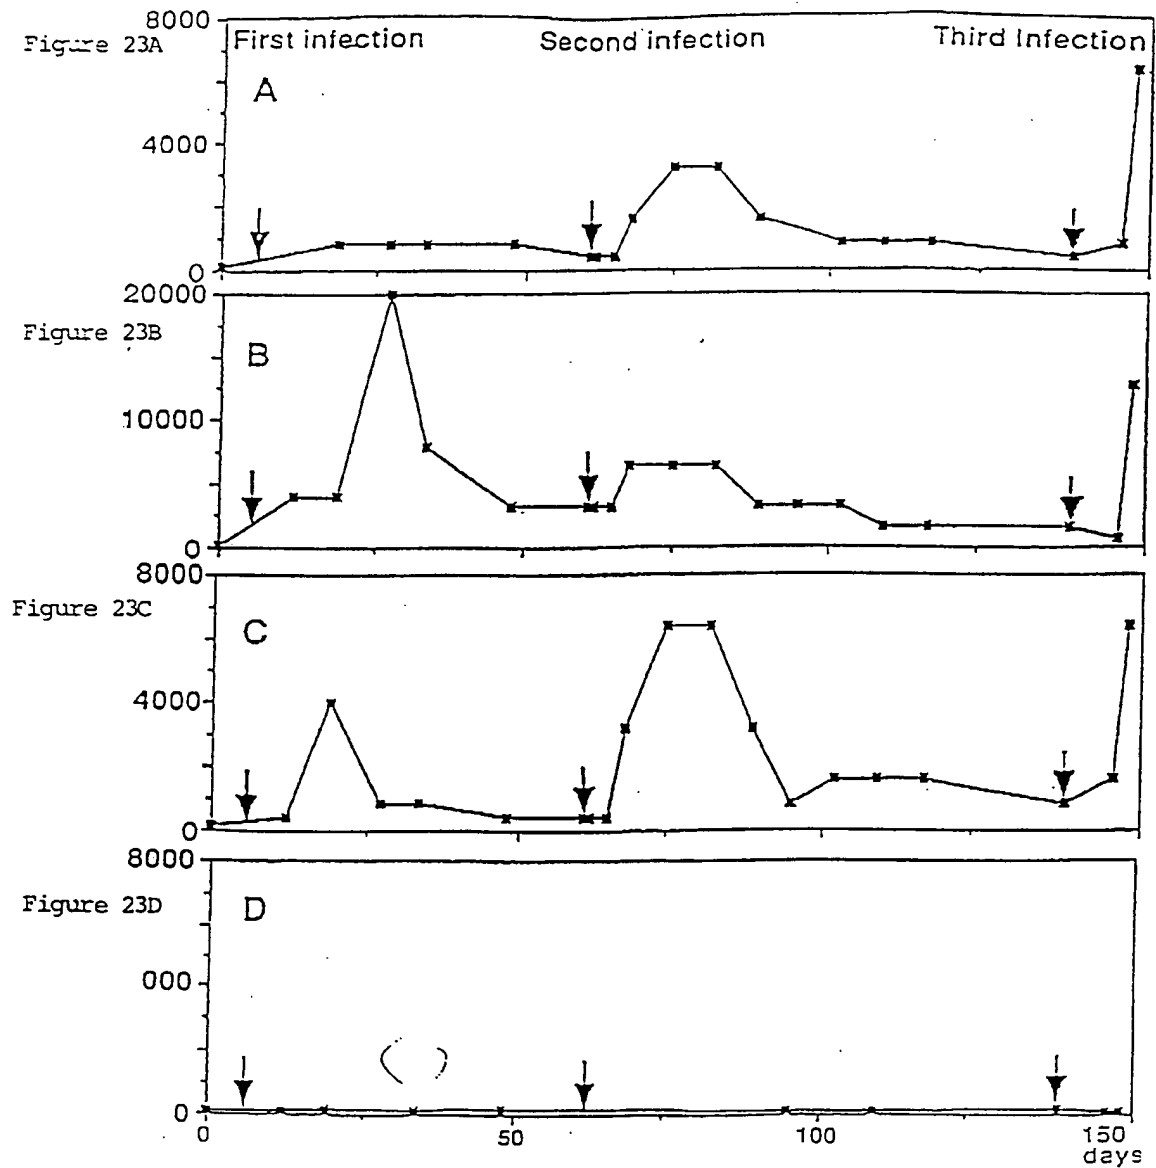 8000
Figure 23A
First infection
Second infection
Third Infection
A
4000
0
20000
Figure 23B
B
10000
0
8000
Figure 23C
C
4000
0
8000
Figure 23D
D
000
0
0
50
100
150
days